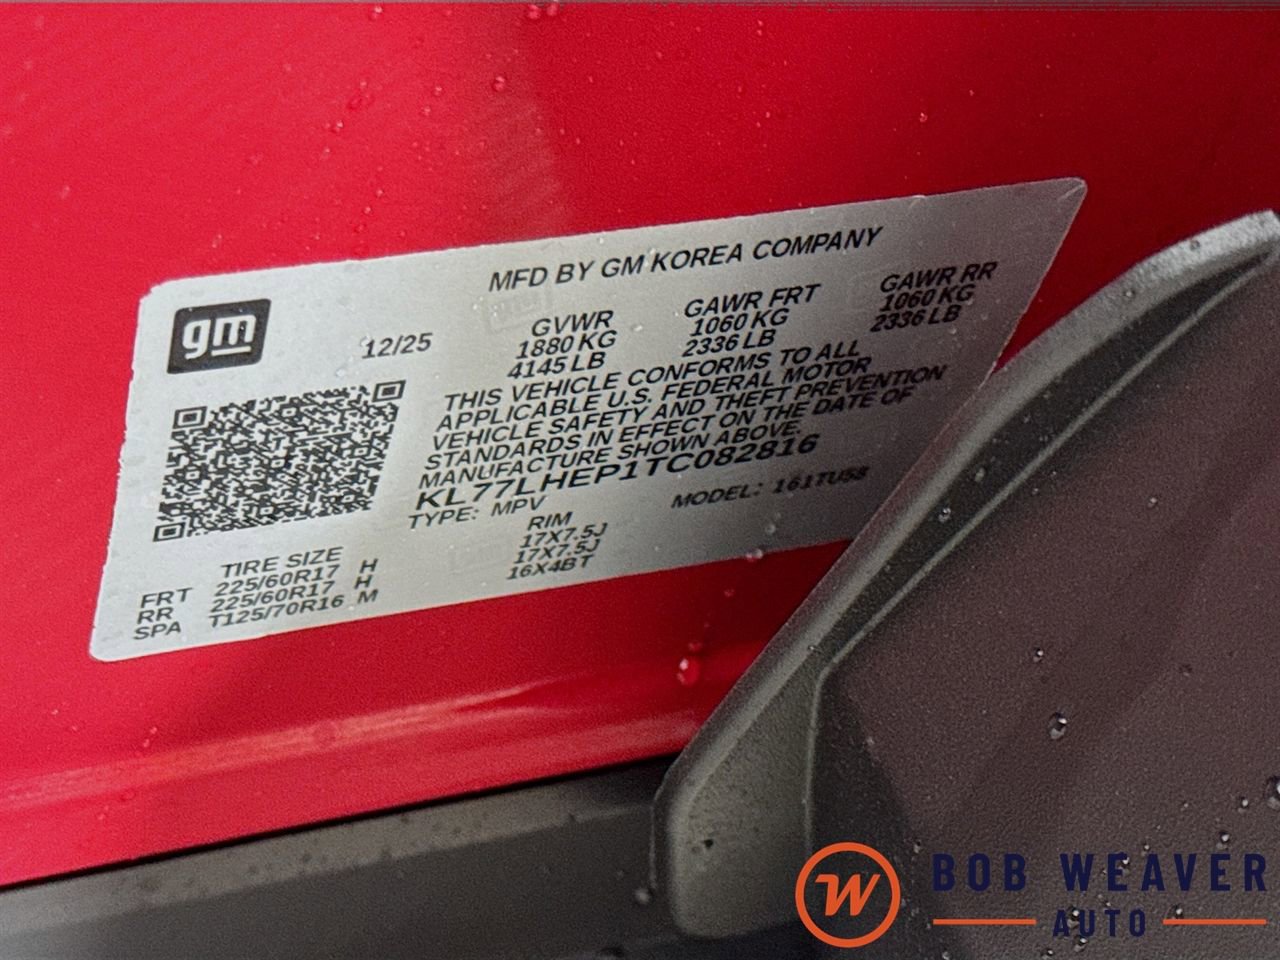 gm
MFD BY GM KOREA COMPANY
12/25
GVWR GAWR FRT GAWR RR
1880 KG 1060 KG 1060 KG
4145 LB 2336 LB 2336 LB
THIS VEHICLE CONFORMS TO ALL
APPLICABLE U.S. FEDERAL MOTOR
VEHICLE SAFETY AND THEFT PREVENTION
STANDARDS IN EFFECT ON THE DATE OF
MANUFACTURE SHOWN ABOVE.
KL77LHEP1TC082816
TYPE: MPV MODEL: 161TU58
TIRE SIZE RIM
FRT 225/60R17 H 17X7.5J
RR 225/60R17 H 17X7.5J
SPA T125/70R16 M 16X4BT
W BOB WEAVER
AUTO